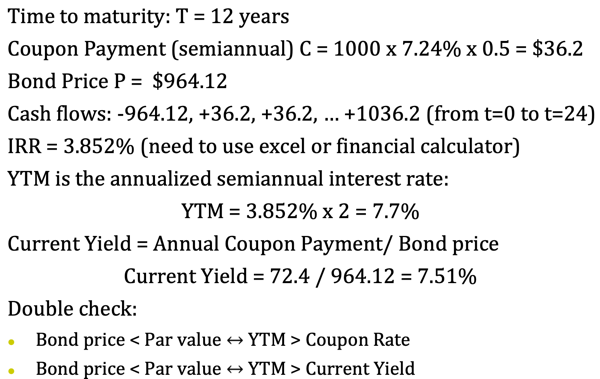 Time to maturity: T = 12 years
Coupon Payment (semiannual) C = 1000 x 7.24% x 0.5 = $36.2
Bond Price P =  $964.12
Cash flows: -964.12, +36.2, +36.2, ... +1036.2 (from t=0 to t=24)
IRR = 3.852% (need to use excel or financial calculator)
YTM is the annualized semiannual interest rate:
YTM = 3.852% x 2 = 7.7%
Current Yield = Annual Coupon Payment/ Bond price
Current Yield = 72.4 / 964.12 = 7.51%
Double check:
• Bond price < Par value ↔ YTM > Coupon Rate
• Bond price < Par value ↔ YTM > Current Yield